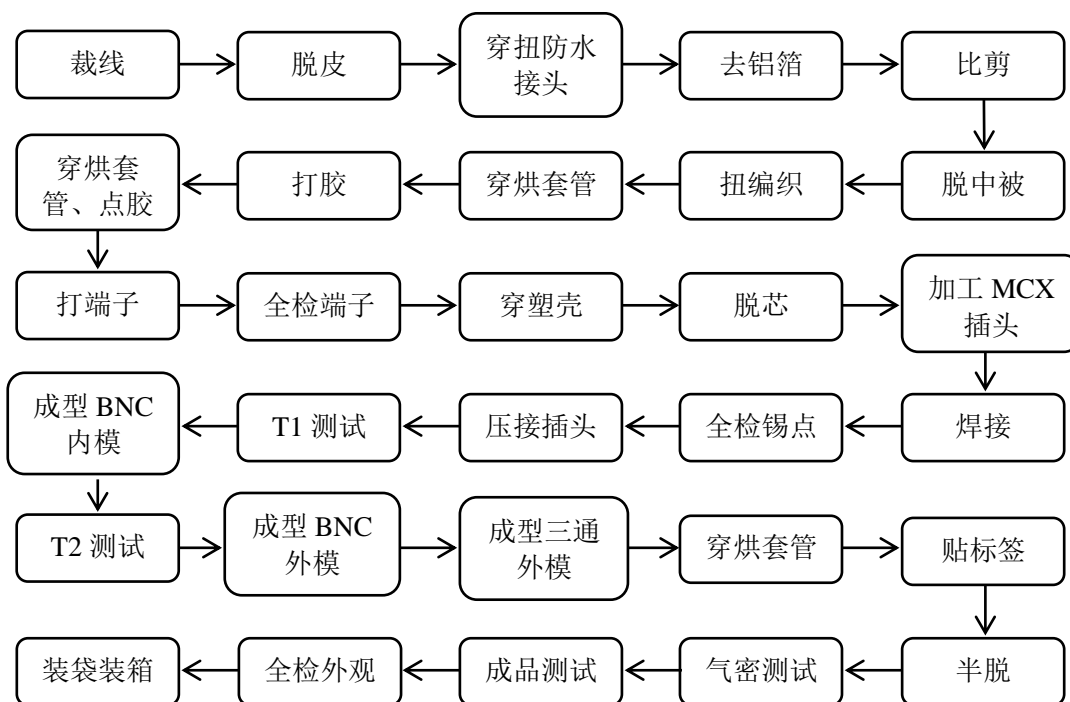 裁线
脱皮
穿扭防水
接头
去铝箔
比剪
脱中被
扭编织
穿烘套管
打胶
穿烘套
管、点胶
打端子
全检端子
穿塑壳
脱芯
加工 MCX
插头
焊接
全检锡点
压接插头
T1 测试
成型 BNC
内模
T2 测试
成型 BNC
外模
成型三通
外模
穿烘套管
贴标签
半脱
气密测试
成品测试
全检外观
装袋装箱